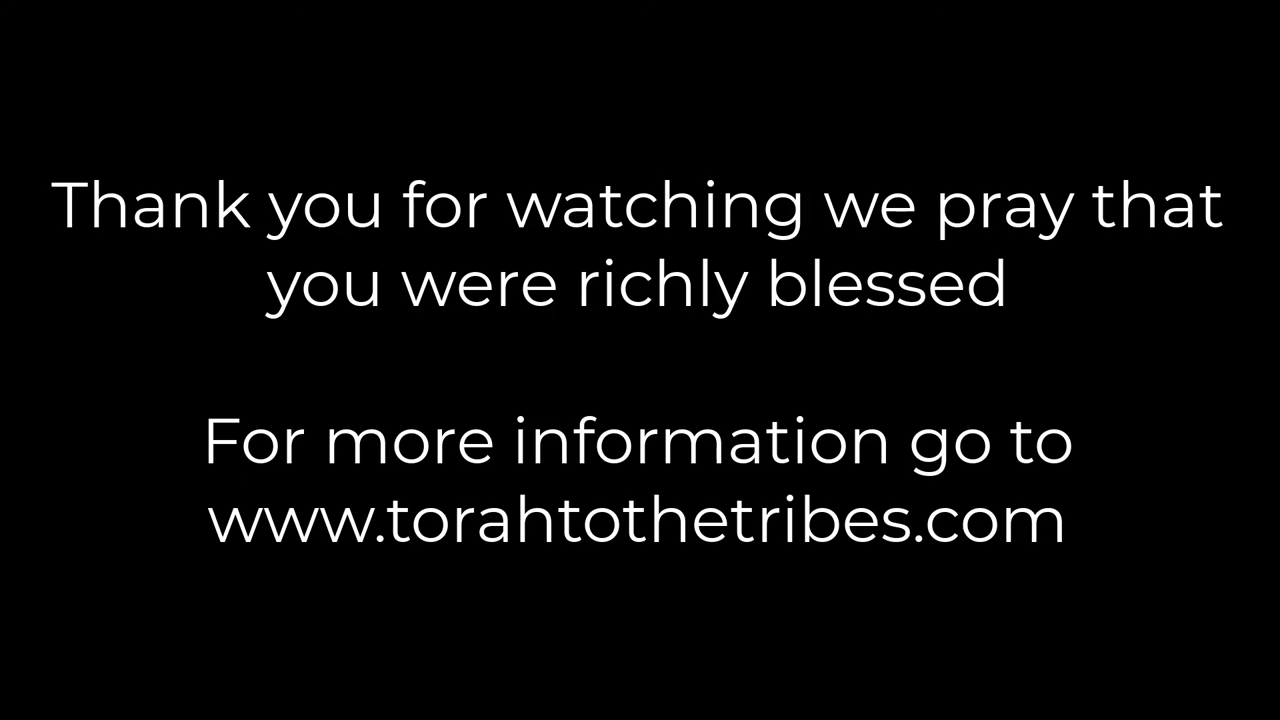 Thank you for watching we pray that
you were richly blessed
For more information go to
www.torahtothetribes.com